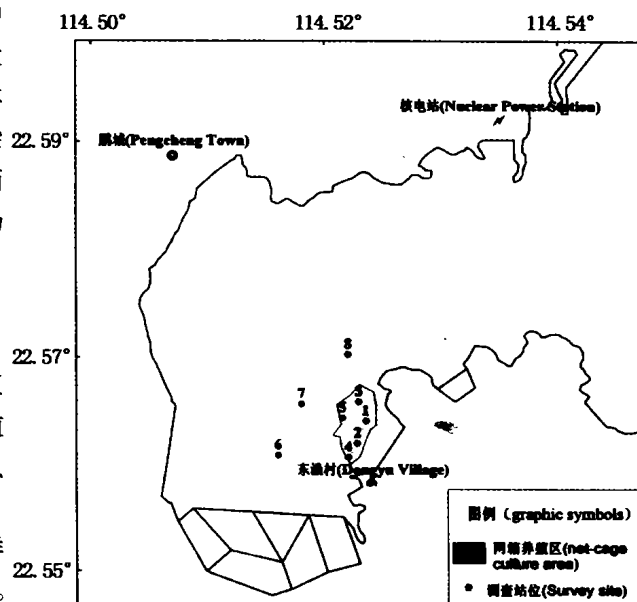 114.50° 114.52° 114.54°
核电站(Nuclear Power Station)
22.59°
鹏城(Pengcheng Town)
22.57°
8
7
3
5
1
2
6
4
东渔村(Dongyu Village)
22.55°
图例（graphic symbols）
网箱养殖区(net-cage
culture area)
调查站位(Survey site)